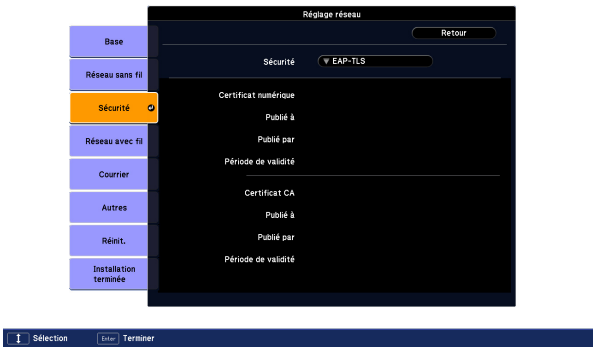 Réglage réseau
Retour
Base
Sécurité
EAP-TLS
Réseau sans fil
Certificat numérique
Sécurité
Publié à
Publié par
Réseau avec fil
Période de validité
Courrier
Certificat CA
Autres
Publié à
Publié par
Réinit.
Période de validité
Installation
terminée
Sélection
Enter Terminer